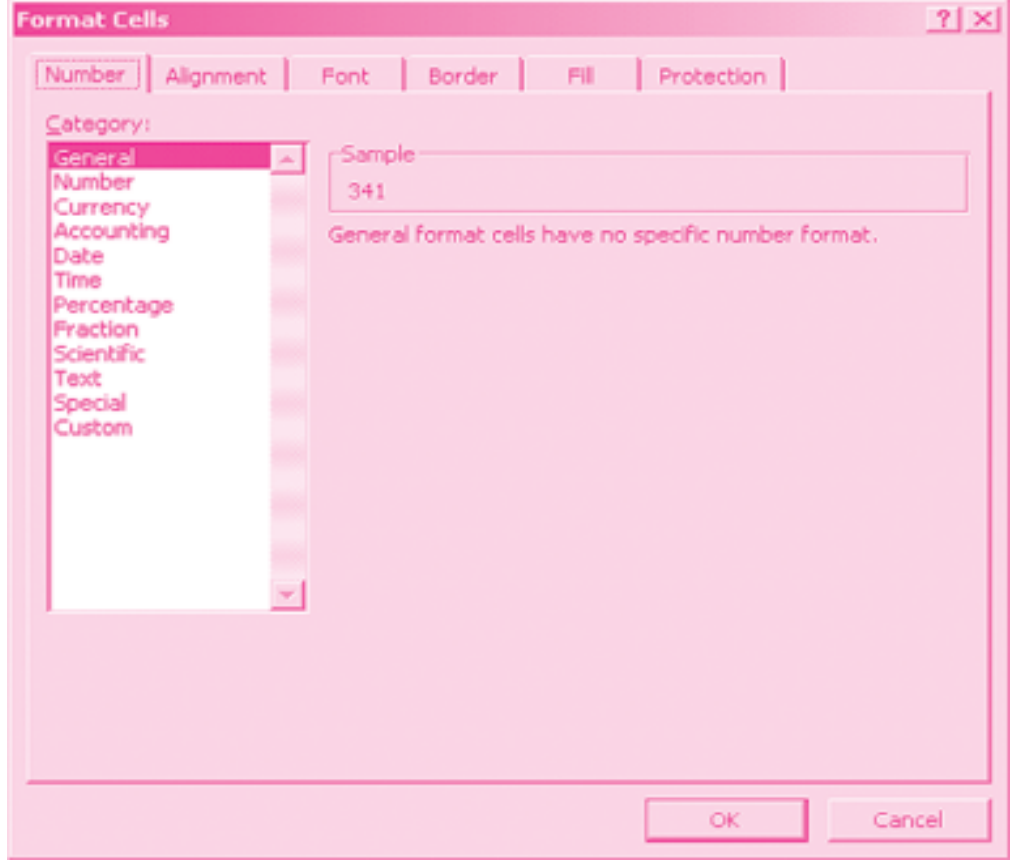 Format Cells
Number Alignment Font Border Fill Protection
Category:
General
Number
Currency
Accounting
Date
Time
Percentage
Fraction
Scientific
Text
Special
Custom
Sample
341
General format cells have no specific number format.
OK Cancel